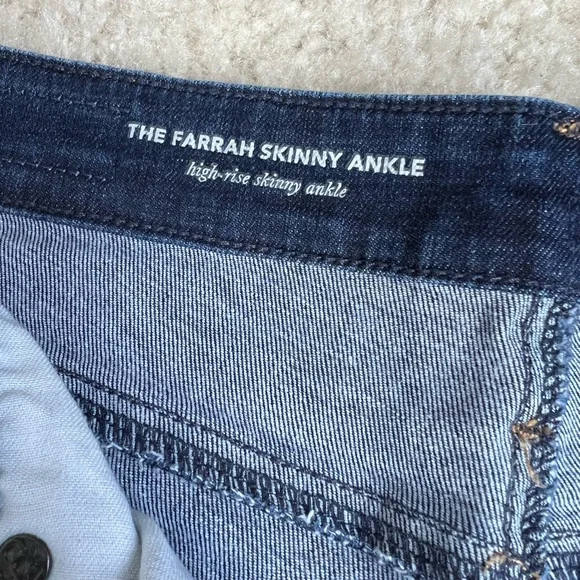 THE FARRAH SKINNY ANKLE
high-rise skinny ankle